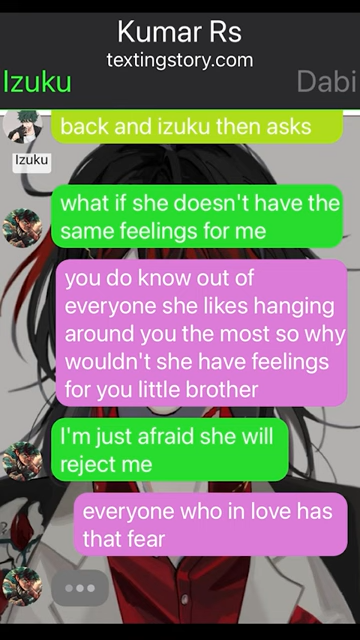 Kumar Rs
textingstory.com
Izuku
Dabi
back and izuku then asks
Izuku
what if she doesn't have the
same feelings for me
you do know out of
everyone she likes hanging
around you the most so why
wouldn't she have feelings
for you little brother
I'm just afraid she will
reject me
everyone who in love has
that fear